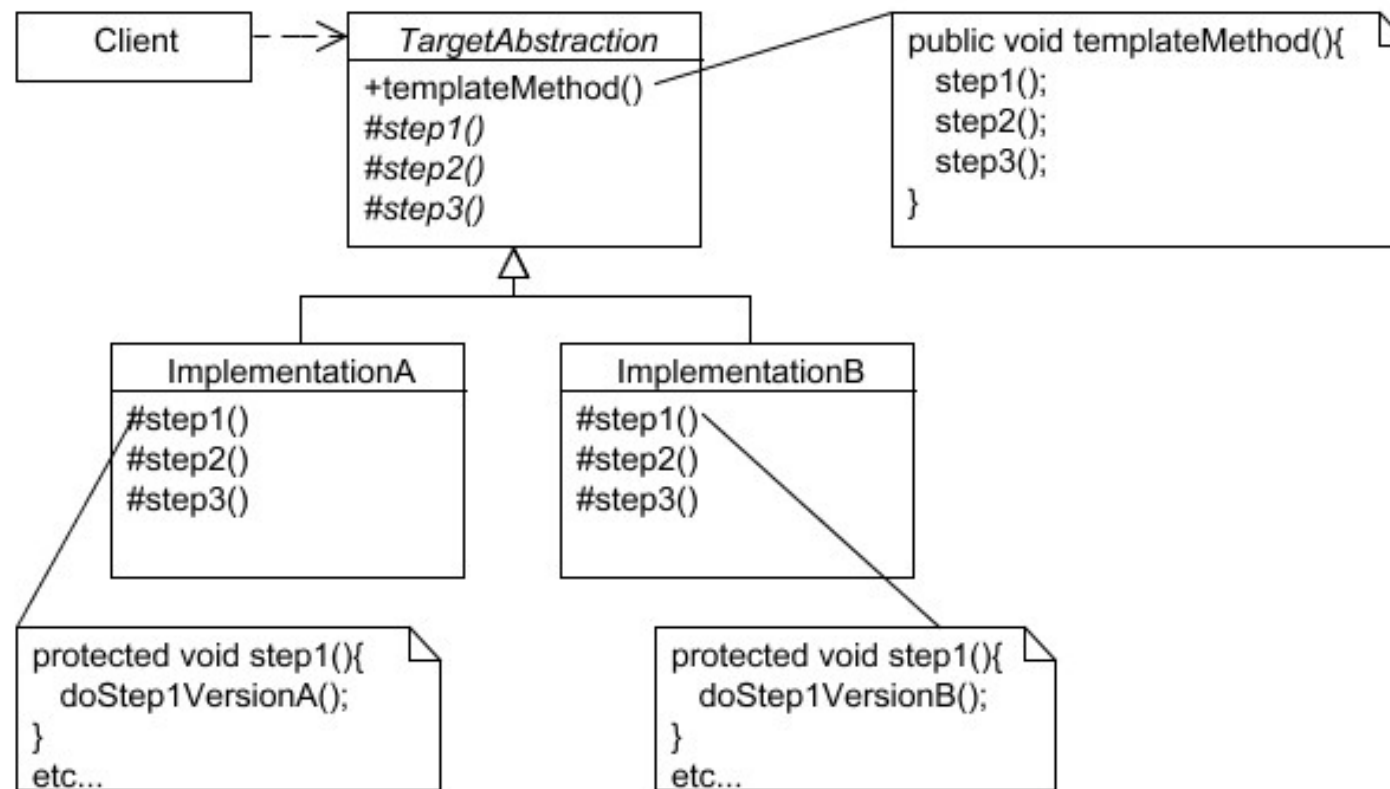 Client
TargetAbstraction
+templateMethod()
#step1()
#step2()
#step3()
public void templateMethod(){
step1();
step2();
step3();
}
ImplementationA
#step1()
#step2()
#step3()
ImplementationB
#step1()
#step2()
#step3()
protected void step1(){
doStep1VersionA();
}
etc...
protected void step1(){
doStep1VersionB();
}
etc...